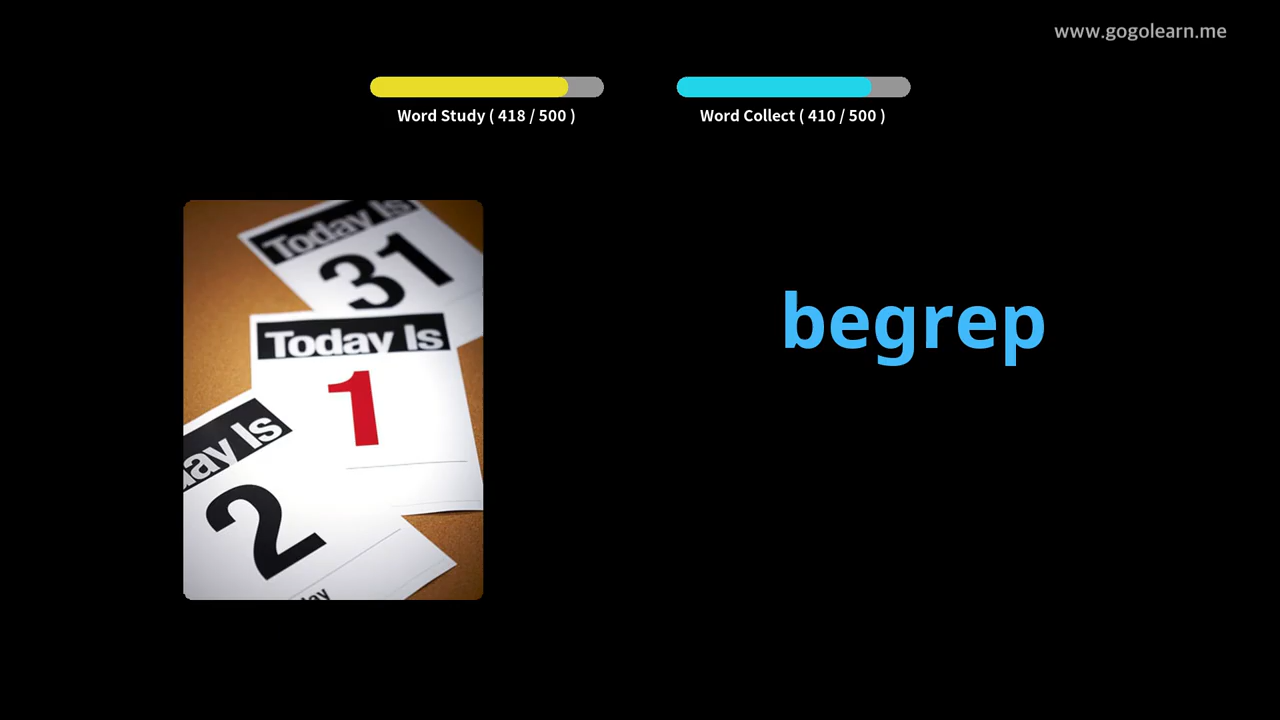 www.gogolearn.me
Word Study ( 418 / 500 )
Word Collect ( 410 / 500 )
Today Is
31
Today Is
1
ay Is
2
begrep